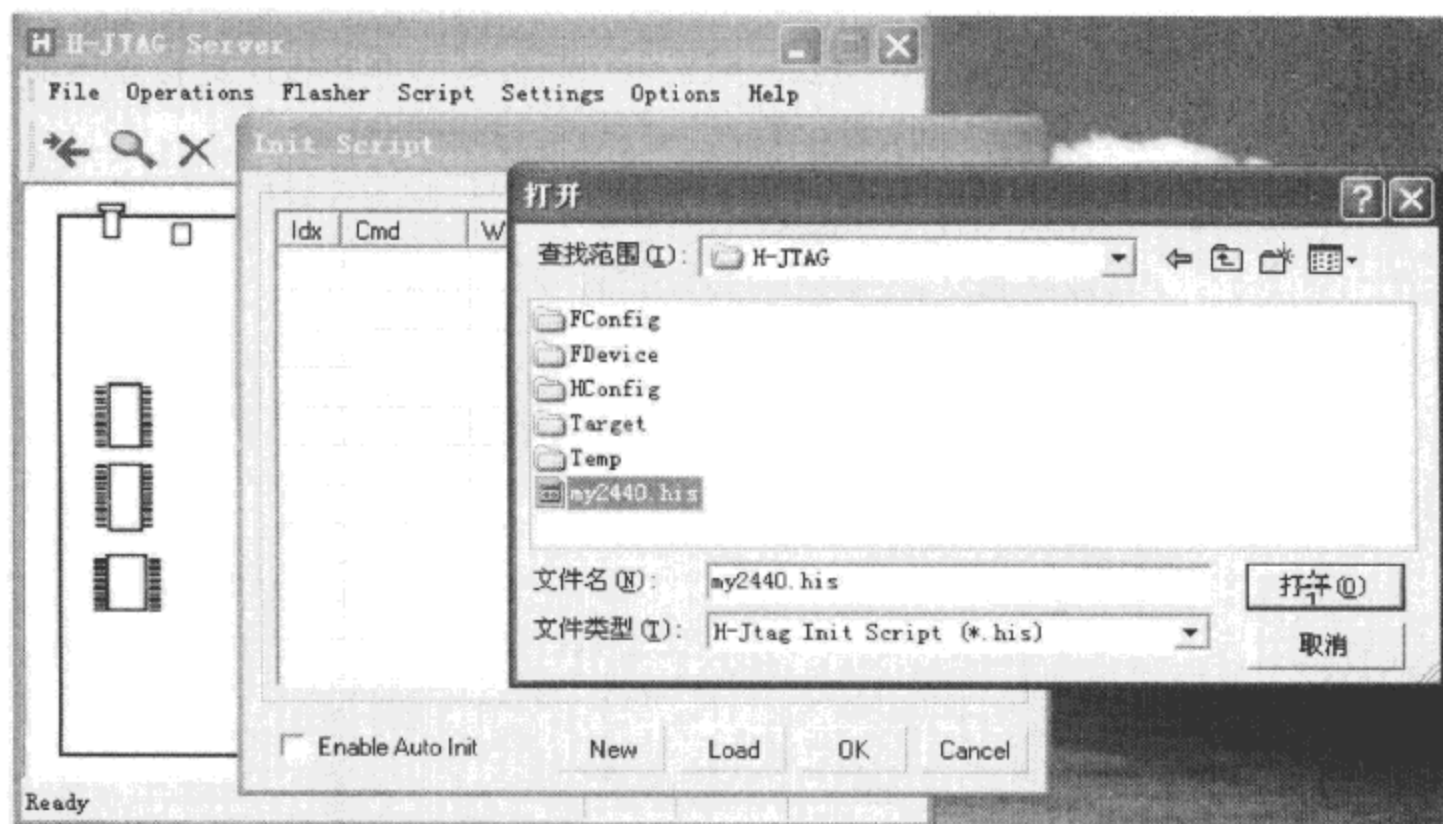 H-JTAG Server
File Operations Flasher Script Settings Options Help
Init Script
Idx Cmd W
打开
查找范围(I): H-JTAG
FConfig
FDevice
HConfig
Target
Temp
my2440.his
文件名(N): my2440.his
打开(O)
文件类型(T): H-Jtag Init Script (*.his)
取消
Enable Auto Init New Load OK Cancel
Ready